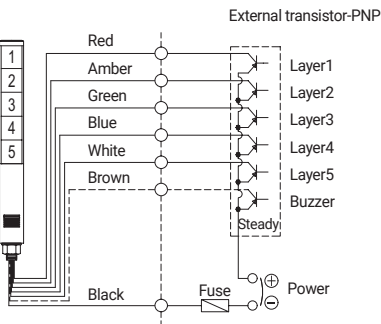 External transistor-PNP
Red
1
Layer1
Amber
2
Layer2
Green
3
Layer3
Blue
4
Layer4
White
5
Layer5
Brown
Buzzer
Steady
Black
Fuse
⊕
Power
⊖